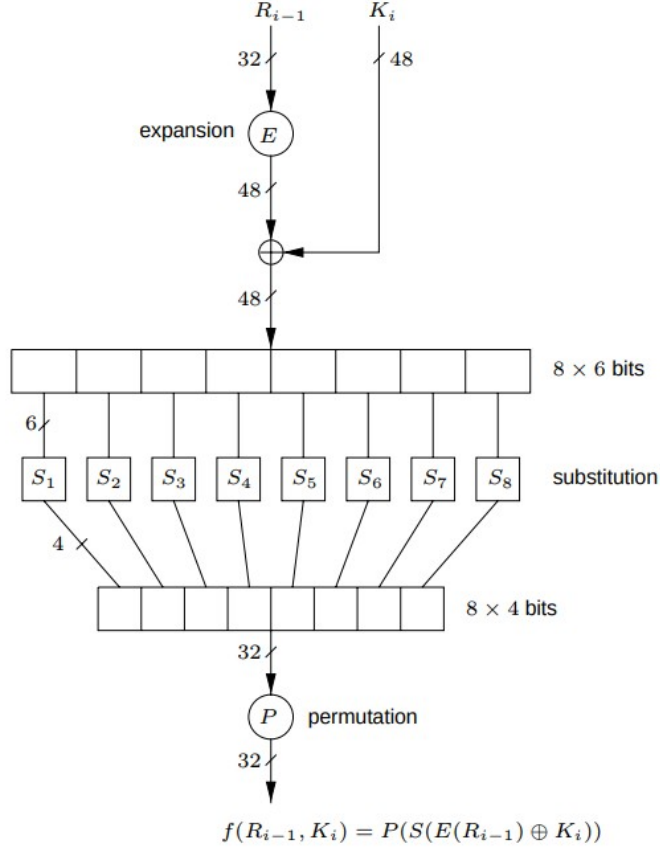 R_{i−1} K_i
32 48
expansion E
48
⊕
48
8 × 6 bits
6
S_1 S_2 S_3 S_4 S_5 S_6 S_7 S_8 substitution
4
8 × 4 bits
32
P permutation
32
f(R_{i−1}, K_i) = P(S(E(R_{i−1}) ⊕ K_i))